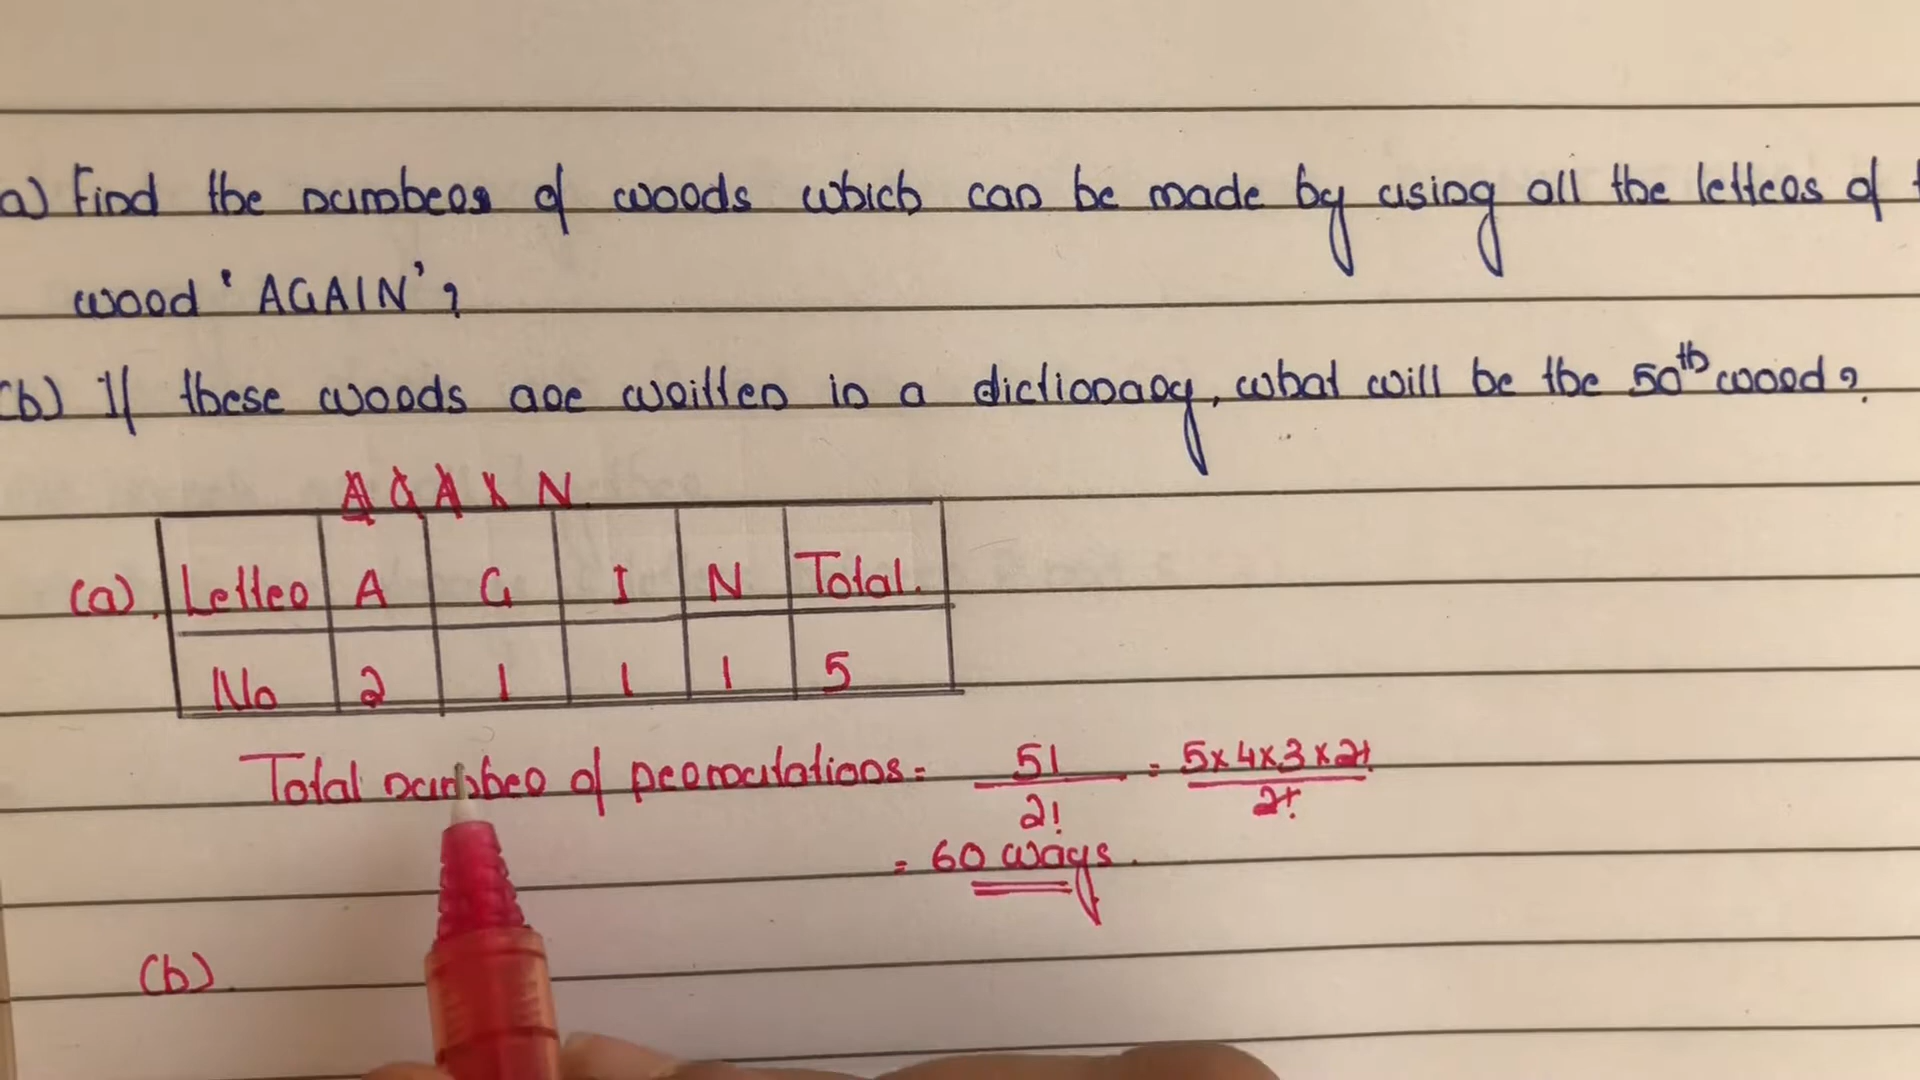 a) Find the numbers of words which can be made by using all the letters of t
word 'AGAIN'?
(b) If these words are written in a dictionary, what will be the 50th word?
A G A I N
(a). Letter A G I N Total.
No 2 1 1 1 5
Total number of permutations = 5! / 2! = 5x4x3x2! / 2!
= 60 ways.
(b)